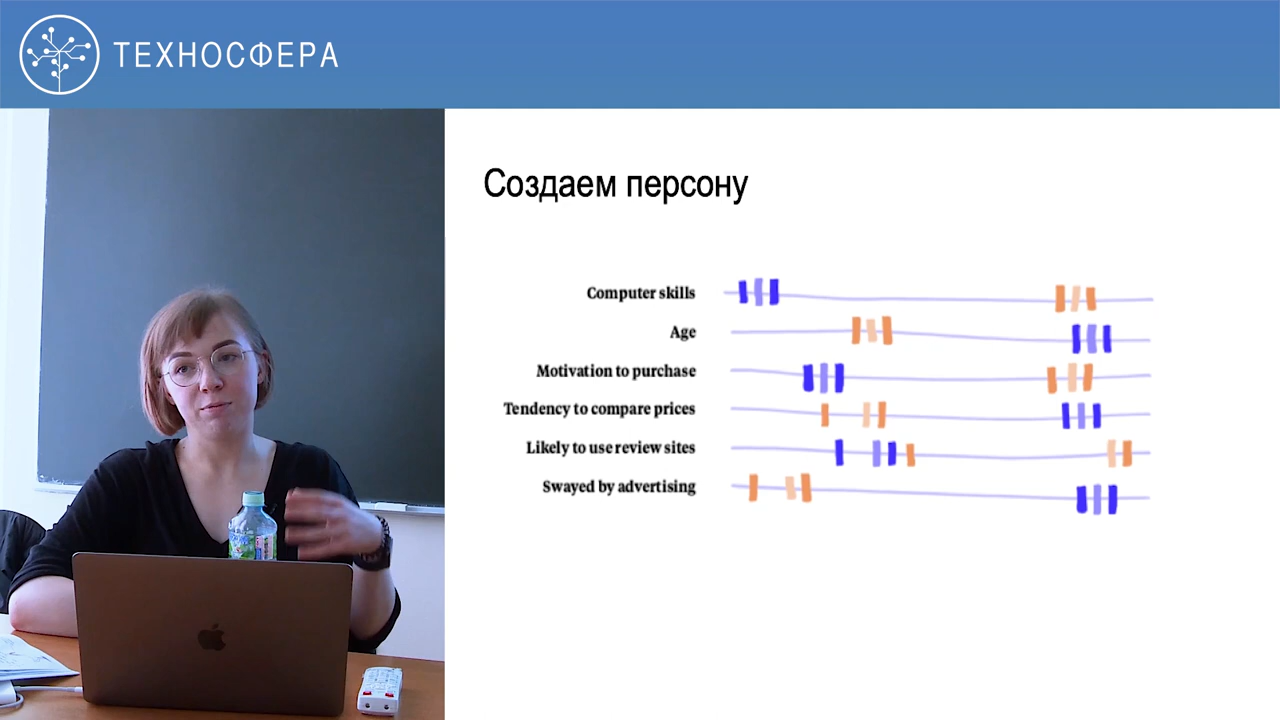 ТЕХНОСФЕРА
Создаем персону
Computer skills
Age
Motivation to purchase
Tendency to compare prices
Likely to use review sites
Swayed by advertising